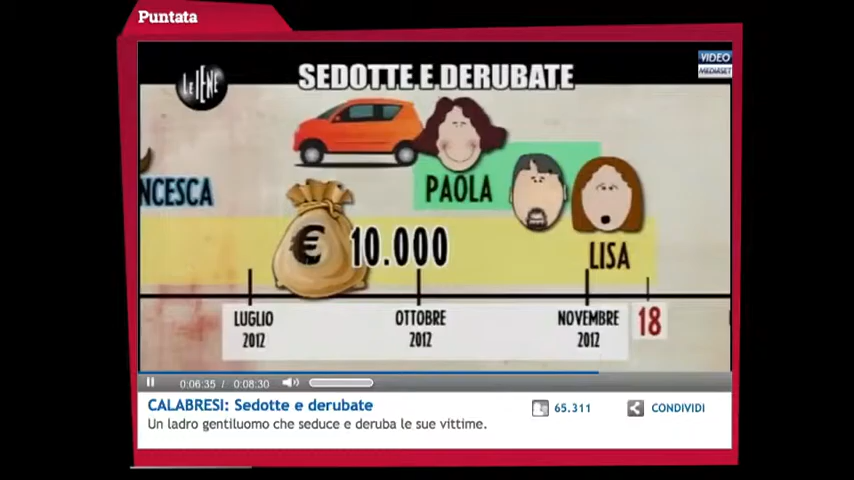 Puntata
VIDEO
MEDIASET
LE IENE
SEDOTTE E DERUBATE
NCESCA
PAOLA
€ 10.000
LISA
LUGLIO
2012
OTTOBRE
2012
NOVEMBRE
2012
18
0:06:35 / 0:08:30
CALABRESI: Sedotte e derubate
65.311
CONDIVIDI
Un ladro gentiluomo che seduce e deruba le sue vittime.